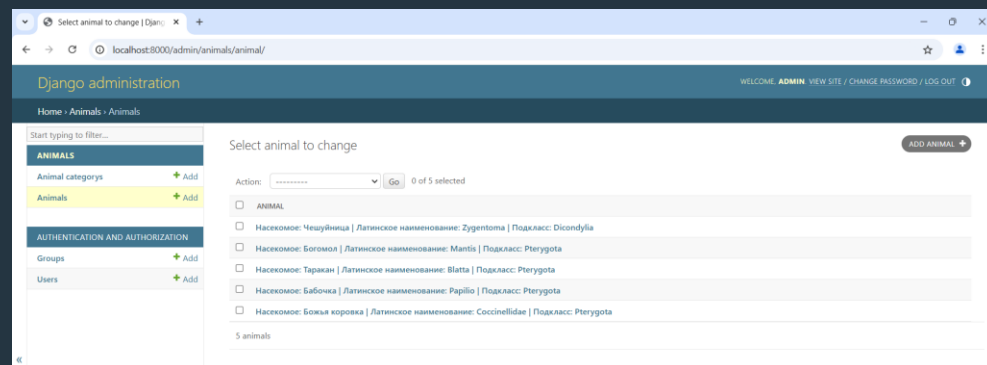 Select animal to change | Djang
localhost:8000/admin/animals/animal/
Django administration
WELCOME, ADMIN. VIEW SITE / CHANGE PASSWORD / LOG OUT
Home › Animals › Animals
Start typing to filter...
ANIMALS
Animal categorys + Add
Animals + Add
AUTHENTICATION AND AUTHORIZATION
Groups + Add
Users + Add
«
Select animal to change
ADD ANIMAL +
Action: --------- Go 0 of 5 selected
ANIMAL
Насекомое: Чешуйница | Латинское наименование: Zygentoma | Подкласс: Dicondylia
Насекомое: Богомол | Латинское наименование: Mantis | Подкласс: Pterygota
Насекомое: Таракан | Латинское наименование: Blatta | Подкласс: Pterygota
Насекомое: Бабочка | Латинское наименование: Papilio | Подкласс: Pterygota
Насекомое: Божья коровка | Латинское наименование: Coccinellidae | Подкласс: Pterygota
5 animals